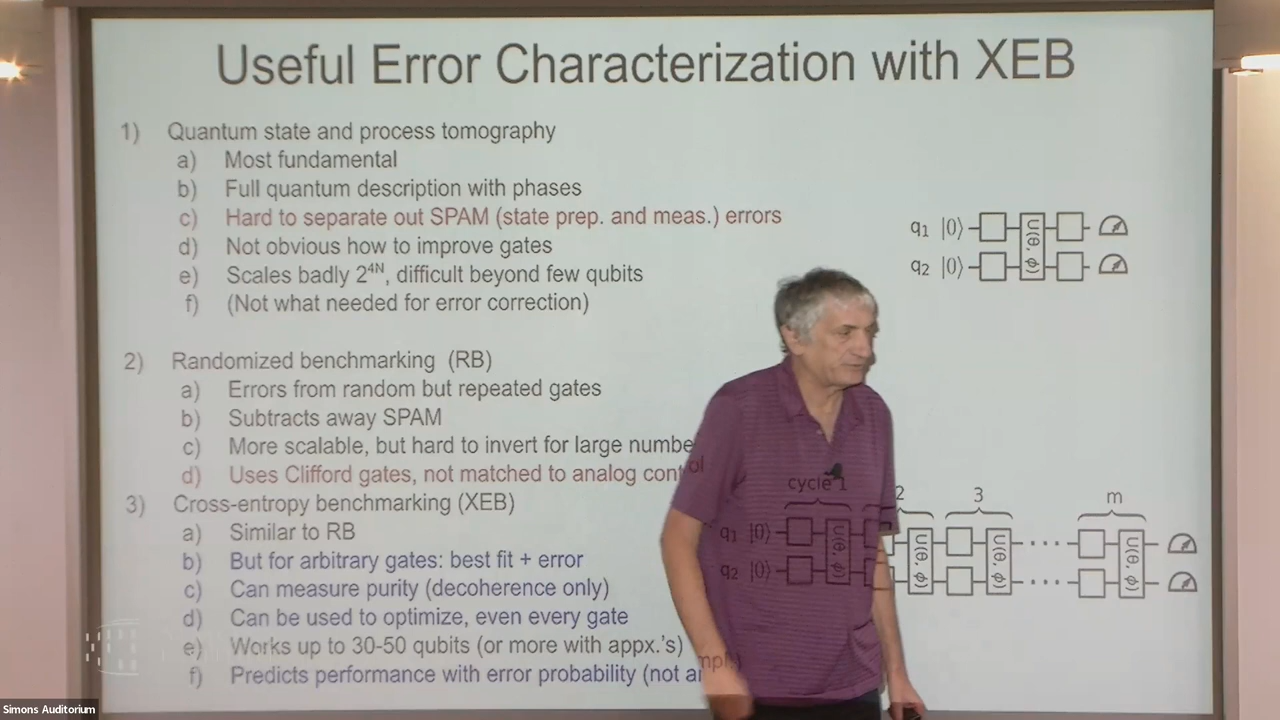 Useful Error Characterization with XEB
1) Quantum state and process tomography
a) Most fundamental
b) Full quantum description with phases
c) Hard to separate out SPAM (state prep. and meas.) errors
d) Not obvious how to improve gates
e) Scales badly 2⁴ᴺ, difficult beyond few qubits
f) (Not what needed for error correction)
q₁ |0⟩ U(θ, ϕ)
q₂ |0⟩
2) Randomized benchmarking (RB)
a) Errors from random but repeated gates
b) Subtracts away SPAM
c) More scalable, but hard to invert for large numbe
d) Uses Clifford gates, not matched to analog control
3) Cross-entropy benchmarking (XEB)
a) Similar to RB
b) But for arbitrary gates: best fit + error
c) Can measure purity (decoherence only)
d) Can be used to optimize, even every gate
e) Works up to 30-50 qubits (or more with appx.'s)
f) Predicts performance with error probability (not ampl.)
cycle 1 2 3 m
q₁ |0⟩ U(θ, ϕ) U(θ, ϕ) U(θ, ϕ) ··· U(θ, ϕ)
q₂ |0⟩ ···
Simons Auditorium